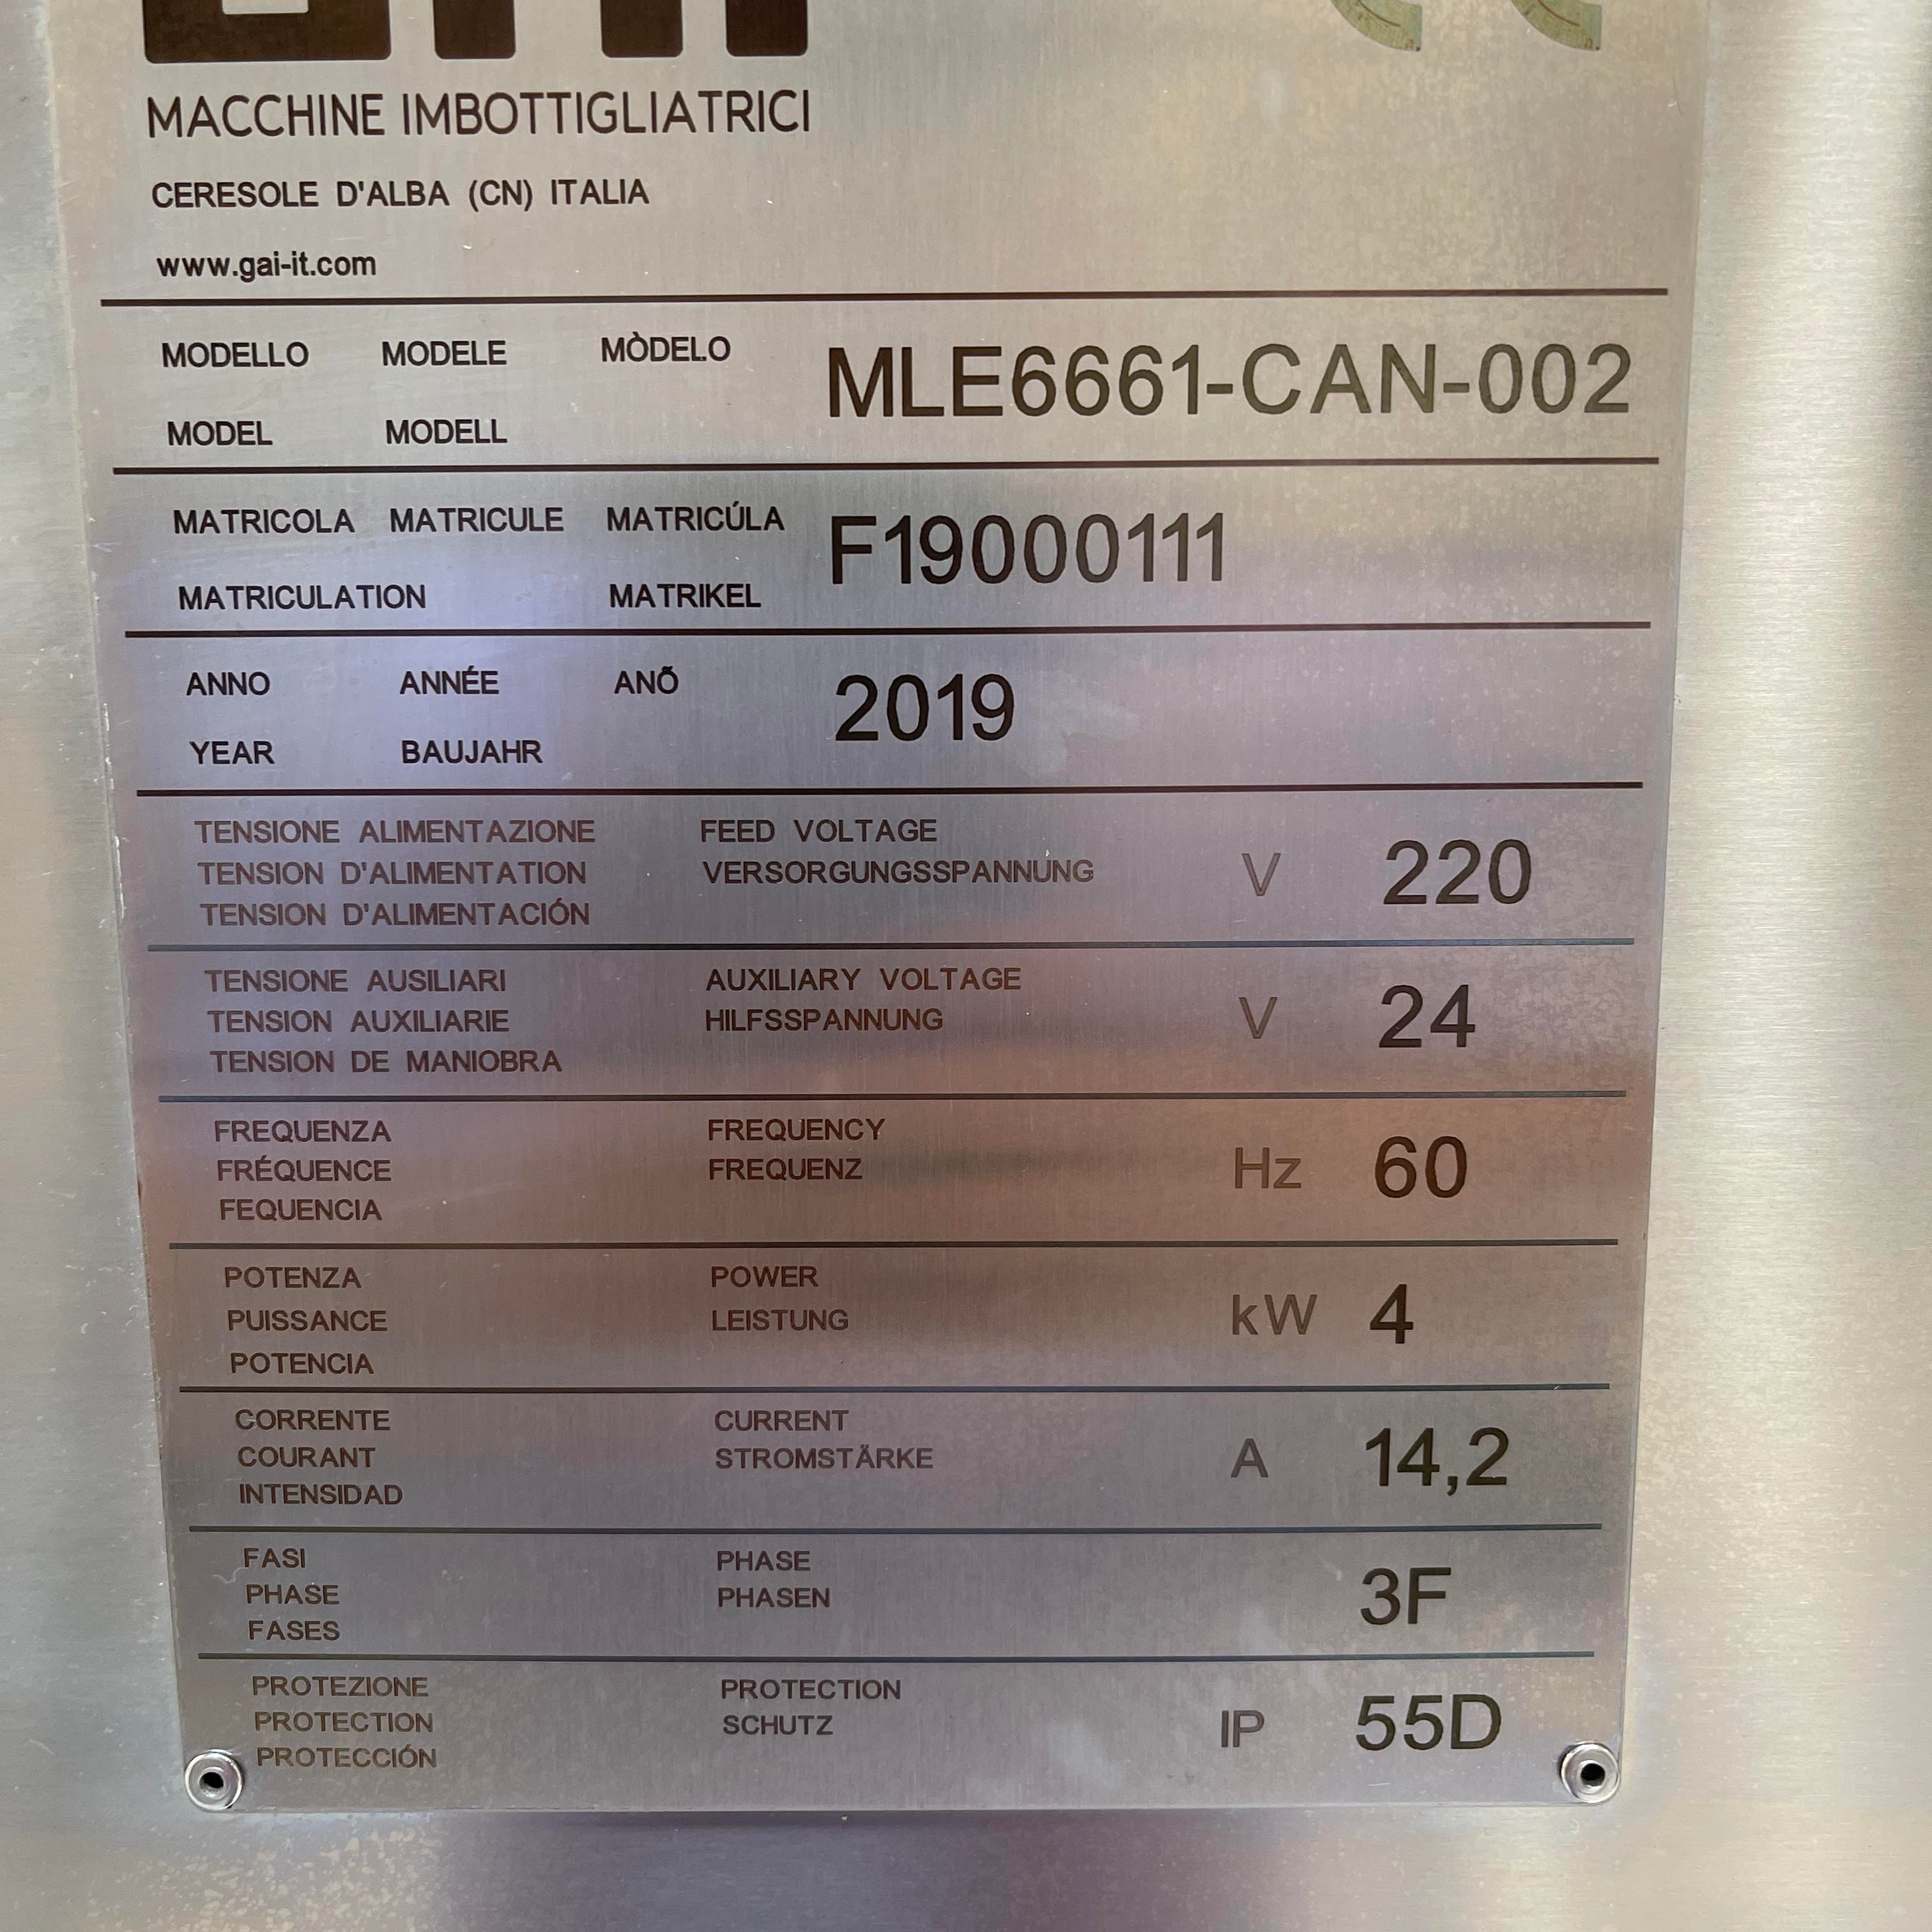 MACCHINE IMBOTTIGLIATRICI
CERESOLE D'ALBA (CN) ITALIA
www.gai-it.com
MODELLO MODELE MÒDELO MLE6661-CAN-002
MODEL MODELL
MATRICOLA MATRICULE MATRICÚLA F19000111
MATRICULATION MATRIKEL
ANNO ANNÉE ANÕ 2019
YEAR BAUJAHR
TENSIONE ALIMENTAZIONE FEED VOLTAGE
TENSION D'ALIMENTATION VERSORGUNGSSPANNUNG V 220
TENSION D'ALIMENTACIÓN
TENSIONE AUSILIARI AUXILIARY VOLTAGE
TENSION AUXILIARIE HILFSSPANNUNG V 24
TENSION DE MANIOBRA
FREQUENZA FREQUENCY
FRÉQUENCE FREQUENZ Hz 60
FEQUENCIA
POTENZA POWER
PUISSANCE LEISTUNG kW 4
POTENCIA
CORRENTE CURRENT
COURANT STROMSTÄRKE A 14,2
INTENSIDAD
FASI PHASE
PHASE PHASEN 3F
FASES
PROTEZIONE PROTECTION
PROTECTION SCHUTZ IP 55D
PROTECCIÓN